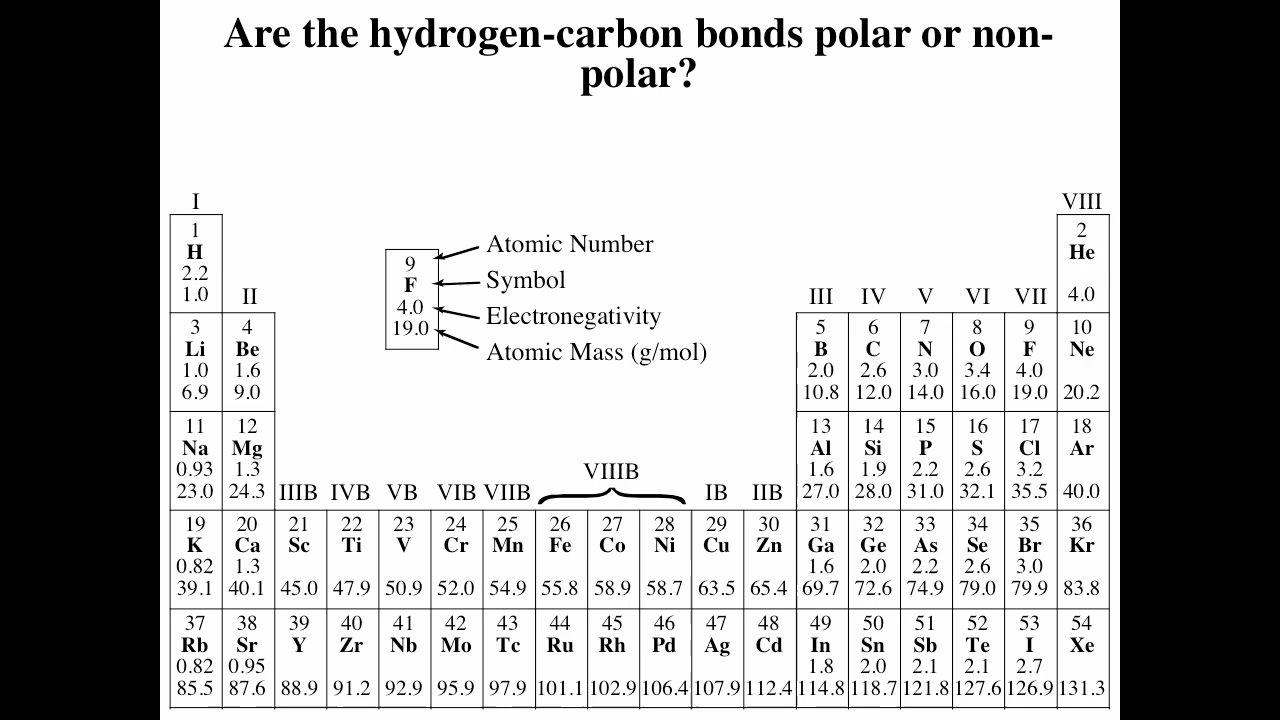 Are the hydrogen-carbon bonds polar or non-
polar?
I VIII
1 2
H He
2.2
1.0 II III IV V VI VII 4.0
9 Atomic Number
F Symbol
4.0 Electronegativity
19.0 Atomic Mass (g/mol)
3 4 5 6 7 8 9 10
Li Be B C N O F Ne
1.0 1.6 2.0 2.6 3.0 3.4 4.0
6.9 9.0 10.8 12.0 14.0 16.0 19.0 20.2
11 12 13 14 15 16 17 18
Na Mg Al Si P S Cl Ar
0.93 1.3 VIIIB 1.6 1.9 2.2 2.6 3.2
23.0 24.3 IIIB IVB VB VIB VIIB IB IIB 27.0 28.0 31.0 32.1 35.5 40.0
19 20 21 22 23 24 25 26 27 28 29 30 31 32 33 34 35 36
K Ca Sc Ti V Cr Mn Fe Co Ni Cu Zn Ga Ge As Se Br Kr
0.82 1.3 1.6 2.0 2.2 2.6 3.0
39.1 40.1 45.0 47.9 50.9 52.0 54.9 55.8 58.9 58.7 63.5 65.4 69.7 72.6 74.9 79.0 79.9 83.8
37 38 39 40 41 42 43 44 45 46 47 48 49 50 51 52 53 54
Rb Sr Y Zr Nb Mo Tc Ru Rh Pd Ag Cd In Sn Sb Te I Xe
0.82 0.95 1.8 2.0 2.1 2.1 2.7
85.5 87.6 88.9 91.2 92.9 95.9 97.9 101.1 102.9 106.4 107.9 112.4 114.8 118.7 121.8 127.6 126.9 131.3